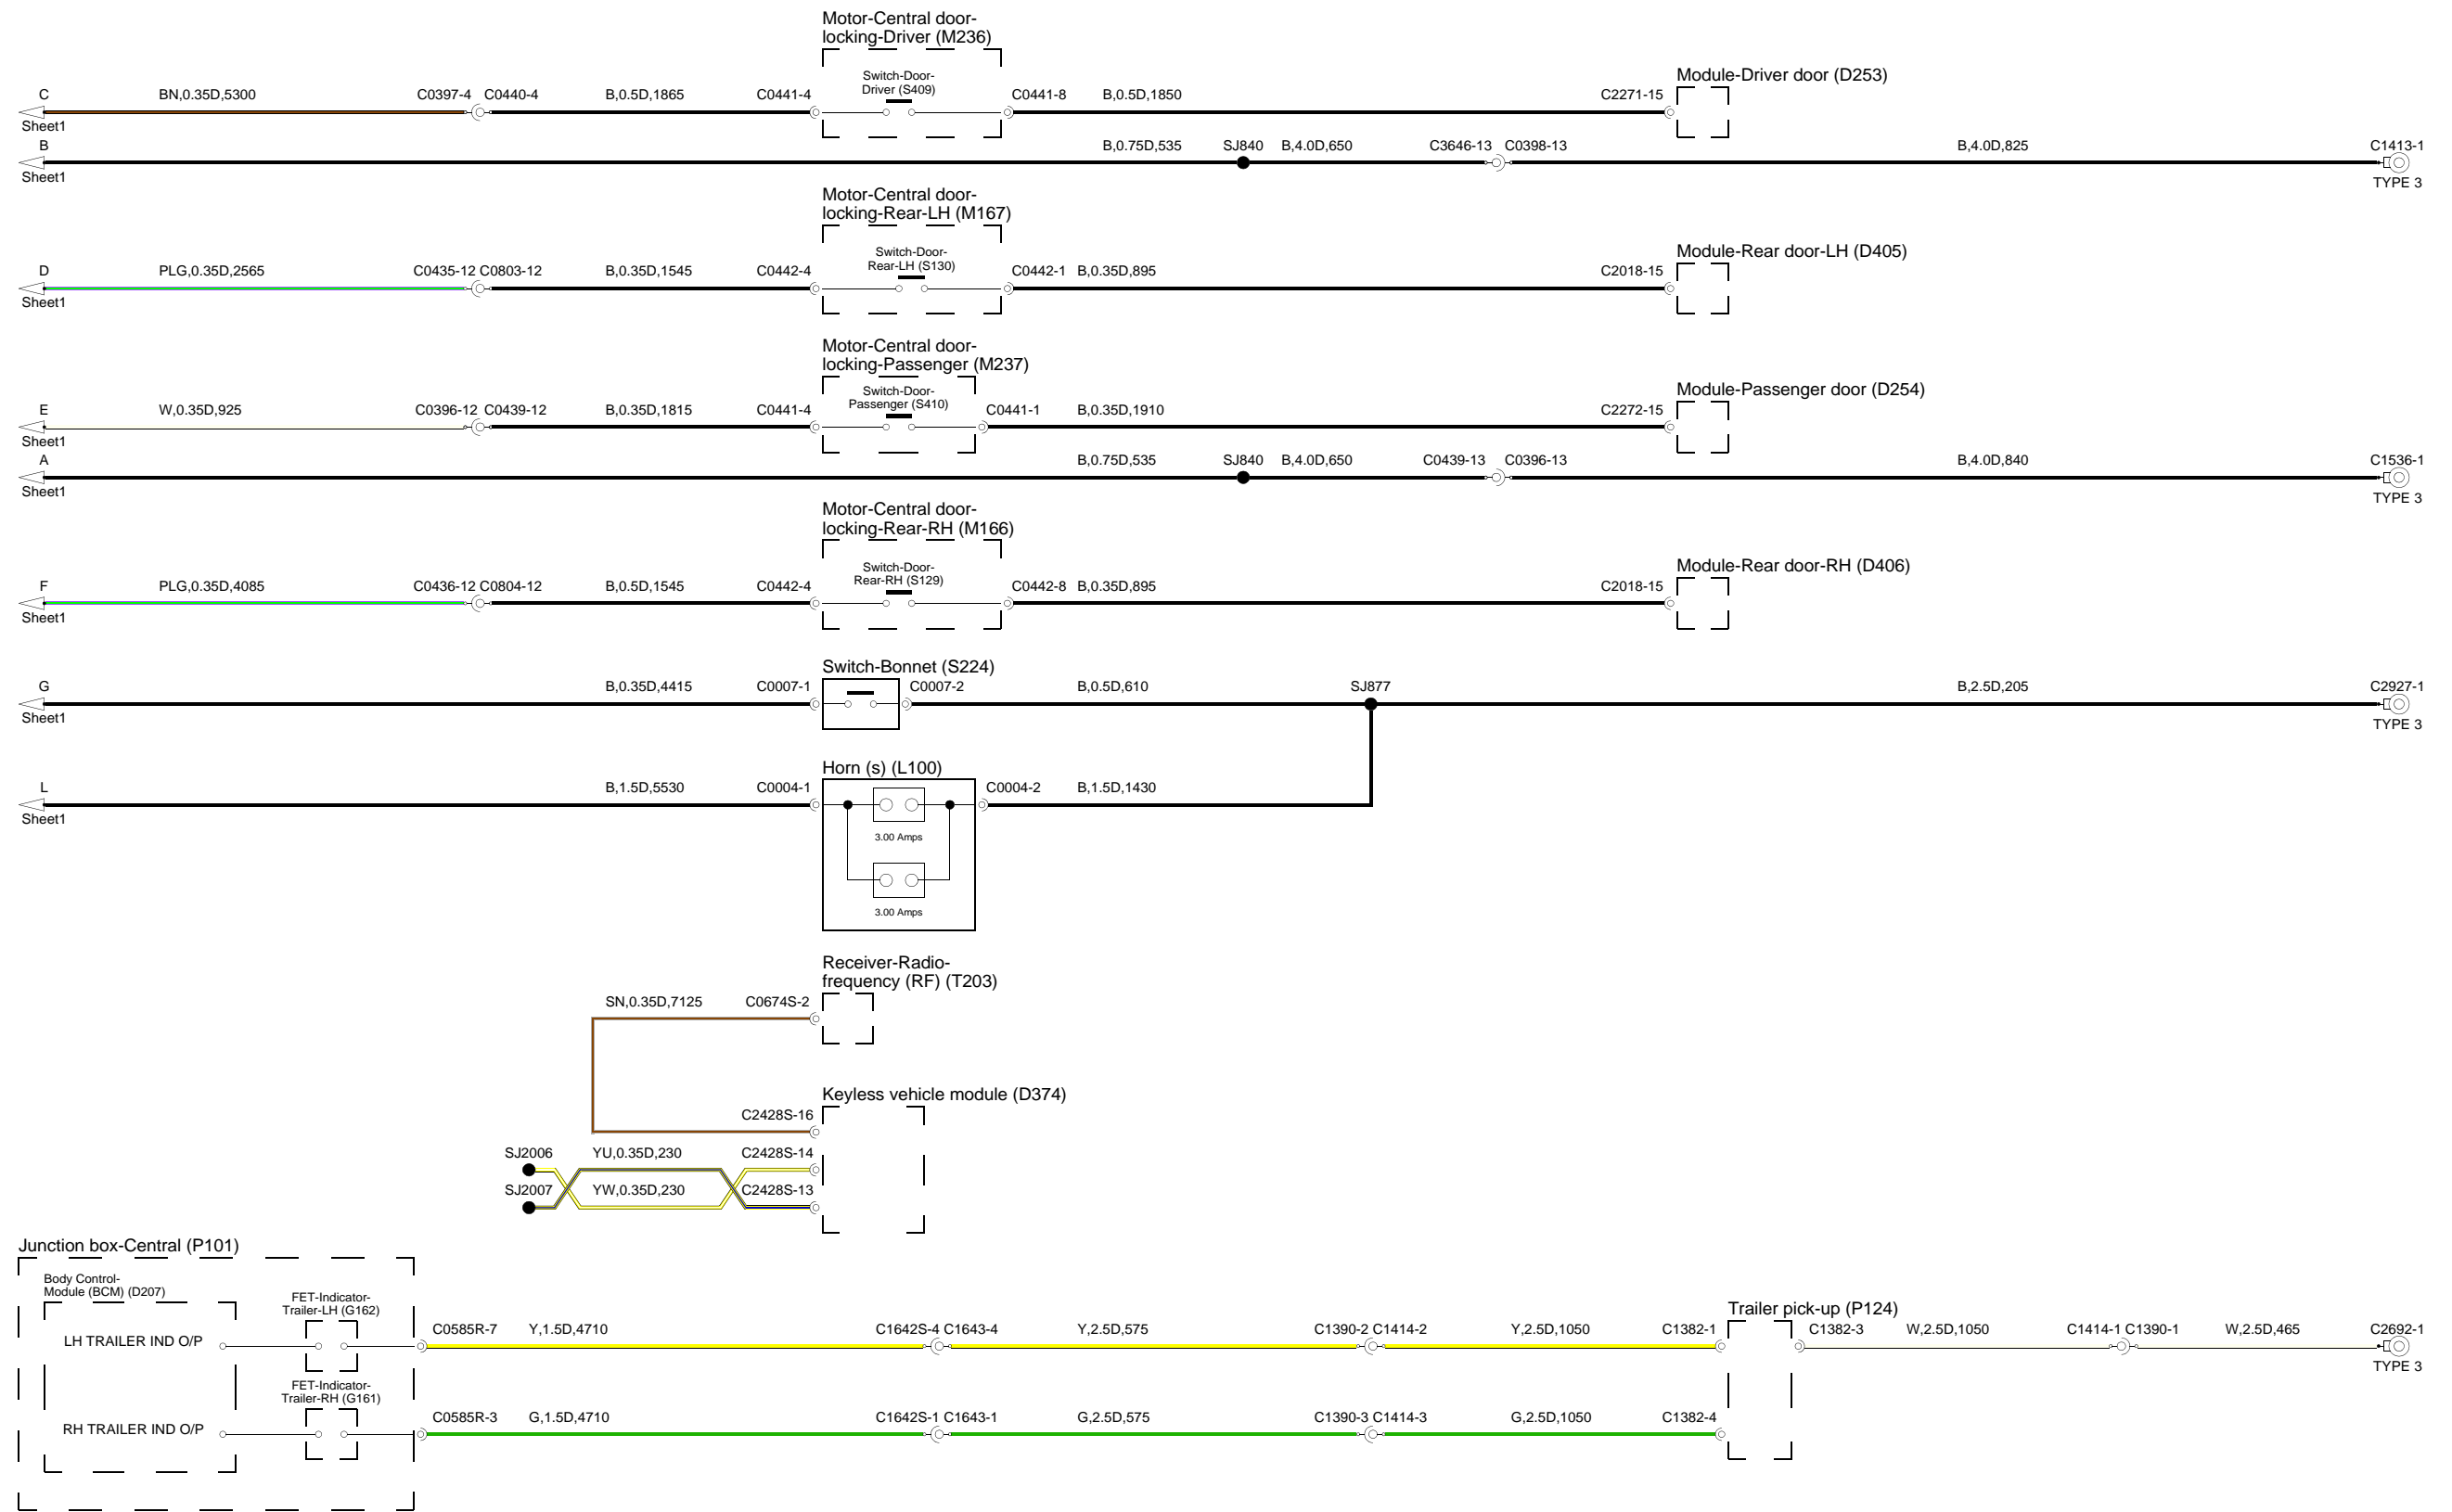 Motor-Central door-
locking-Driver (M236)
Switch-Door-
Driver (S409)
Module-Driver door (D253)
C BN,0.35D,5300 C0397-4 C0440-4 B,0.5D,1865 C0441-4 C0441-8 B,0.5D,1850 C2271-15
Sheet1
B B,0.75D,535 SJ840 B,4.0D,650 C3646-13 C0398-13 B,4.0D,825 C1413-1
Sheet1 TYPE 3
Motor-Central door-
locking-Rear-LH (M167)
Switch-Door-
Rear-LH (S130)
Module-Rear door-LH (D405)
D PLG,0.35D,2565 C0435-12 C0803-12 B,0.35D,1545 C0442-4 C0442-1 B,0.35D,895 C2018-15
Sheet1
Motor-Central door-
locking-Passenger (M237)
Switch-Door-
Passenger (S410)
Module-Passenger door (D254)
E W,0.35D,925 C0396-12 C0439-12 B,0.35D,1815 C0441-4 C0441-1 B,0.35D,1910 C2272-15
Sheet1
A B,0.75D,535 SJ840 B,4.0D,650 C0439-13 C0396-13 B,4.0D,840 C1536-1
Sheet1 TYPE 3
Motor-Central door-
locking-Rear-RH (M166)
Switch-Door-
Rear-RH (S129)
Module-Rear door-RH (D406)
F PLG,0.35D,4085 C0436-12 C0804-12 B,0.5D,1545 C0442-4 C0442-8 B,0.35D,895 C2018-15
Sheet1
Switch-Bonnet (S224)
G B,0.35D,4415 C0007-1 C0007-2 B,0.5D,610 SJ877 B,2.5D,205 C2927-1
Sheet1 TYPE 3
Horn (s) (L100)
L B,1.5D,5530 C0004-1 C0004-2 B,1.5D,1430
Sheet1
3.00 Amps
3.00 Amps
Receiver-Radio-
frequency (RF) (T203)
SN,0.35D,7125 C0674S-2
Keyless vehicle module (D374)
C2428S-16
SJ2006 YU,0.35D,230 C2428S-14
SJ2007 YW,0.35D,230 C2428S-13
Junction box-Central (P101)
Body Control-
Module (BCM) (D207)
FET-Indicator-
Trailer-LH (G162)
Trailer pick-up (P124)
LH TRAILER IND O/P C0585R-7 Y,1.5D,4710 C1642S-4 C1643-4 Y,2.5D,575 C1390-2 C1414-2 Y,2.5D,1050 C1382-1 C1382-3 W,2.5D,1050 C1414-1 C1390-1 W,2.5D,465 C2692-1
TYPE 3
FET-Indicator-
Trailer-RH (G161)
RH TRAILER IND O/P C0585R-3 G,1.5D,4710 C1642S-1 C1643-1 G,2.5D,575 C1390-3 C1414-3 G,2.5D,1050 C1382-4